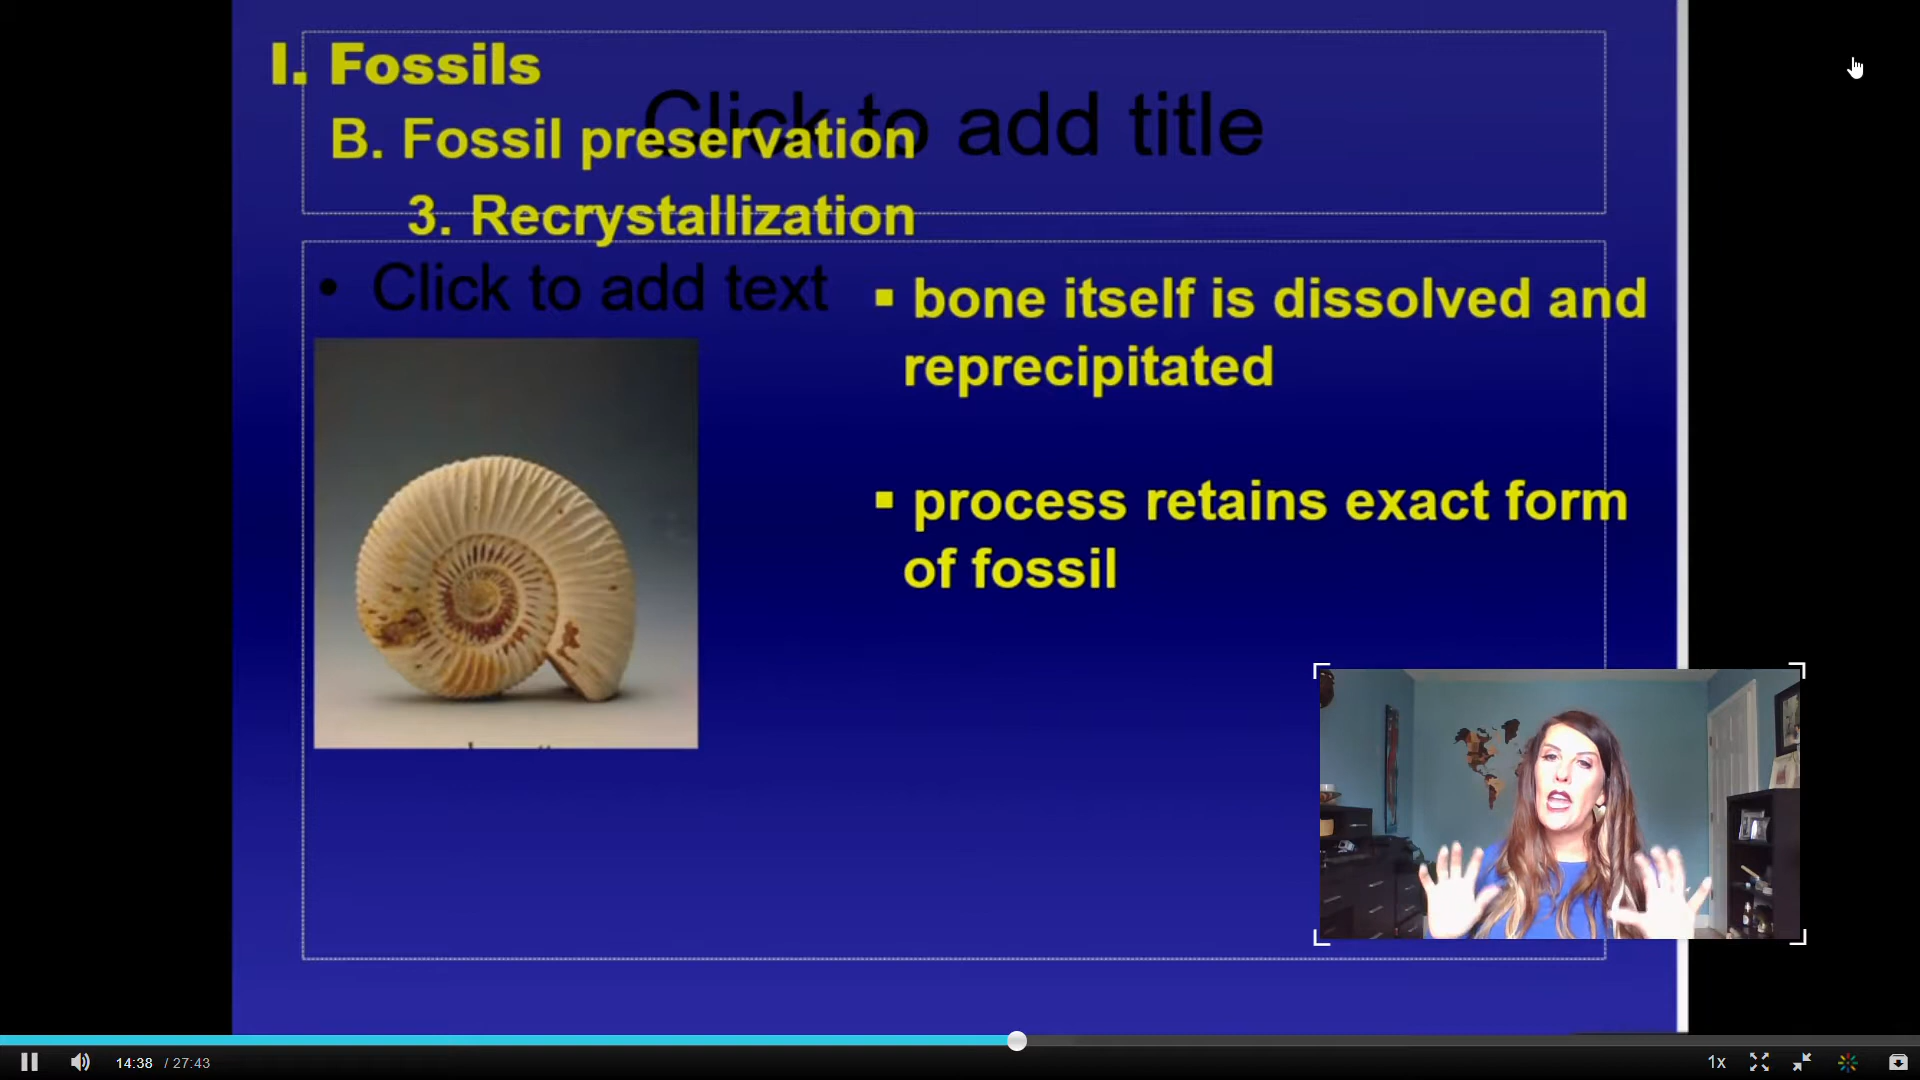 I. Fossils
Click to add title
B. Fossil preservation
3. Recrystallization
• Click to add text
▪ bone itself is dissolved and
reprecipitated
▪ process retains exact form
of fossil
14:38 / 27:43
1x